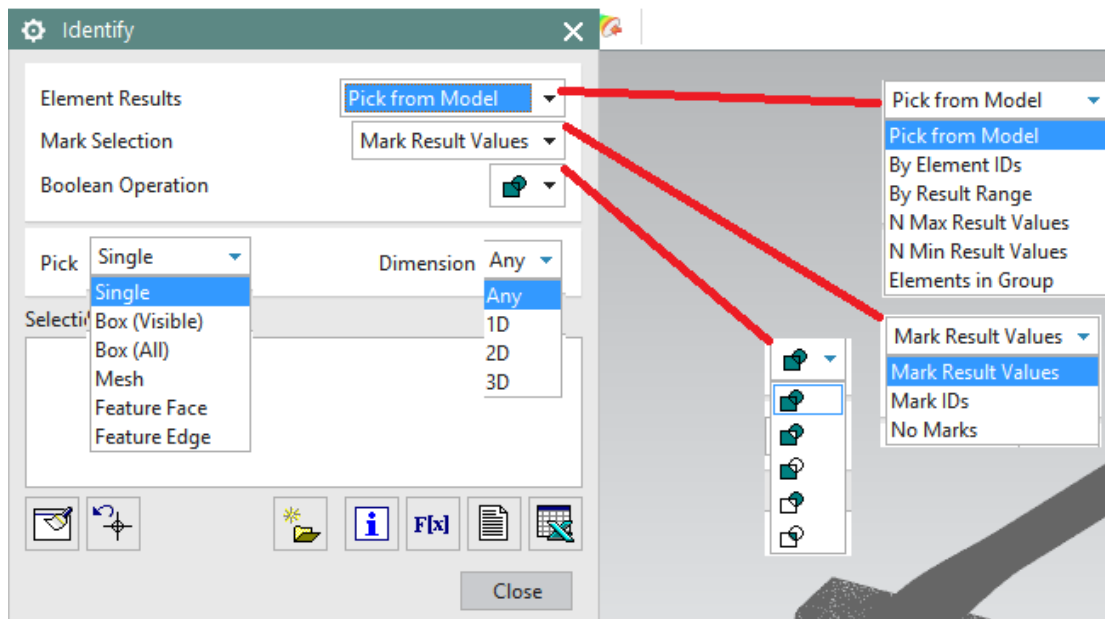 Identify
Element Results
Pick from Model
Mark Selection
Mark Result Values
Boolean Operation
Pick
Single
Single
Box (Visible)
Box (All)
Mesh
Feature Face
Feature Edge
Dimension
Any
Any
1D
2D
3D
Selecti
F[x]
Close
Pick from Model
Pick from Model
By Element IDs
By Result Range
N Max Result Values
N Min Result Values
Elements in Group
Mark Result Values
Mark Result Values
Mark IDs
No Marks